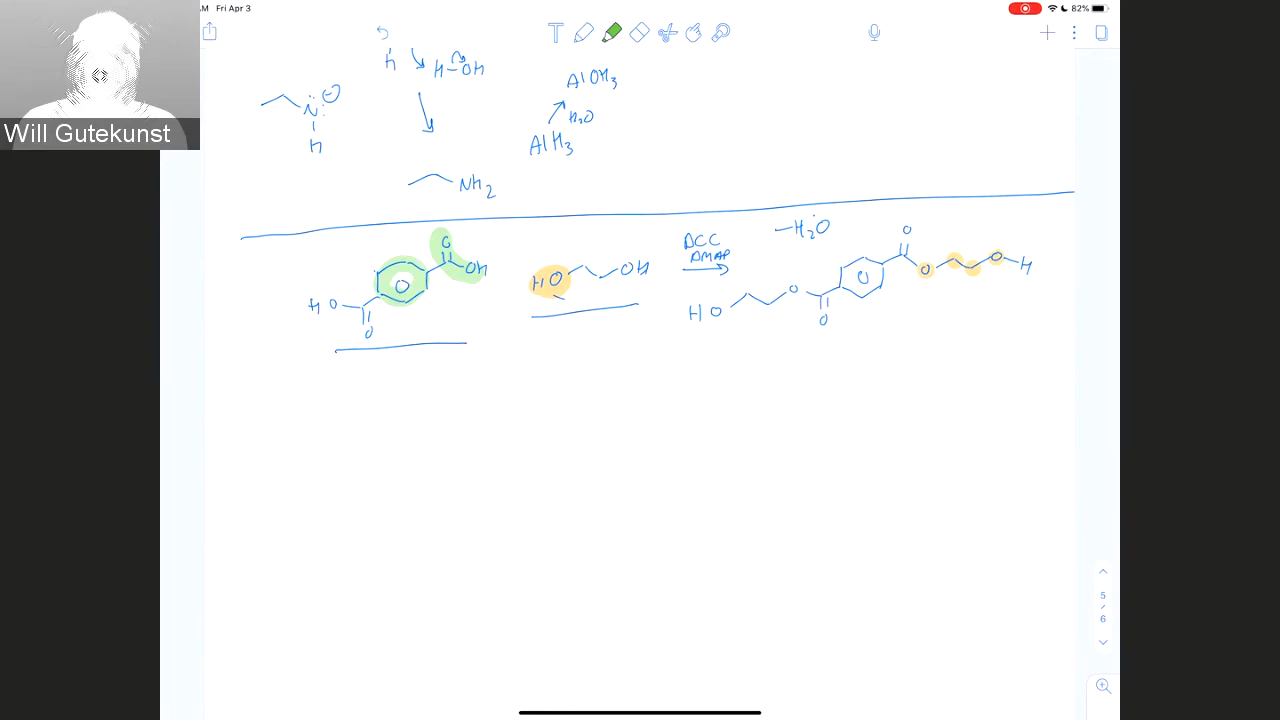 AM Fri Apr 3
82%
T
Will Gutekunst
H
H-OH
AlOH3
N
H
H2O
AlH3
NH2
DCC
DMAP
-H2O
O
OH
HO
OH
O
O
O
H
H O
O
O
H O
O
5
/
6